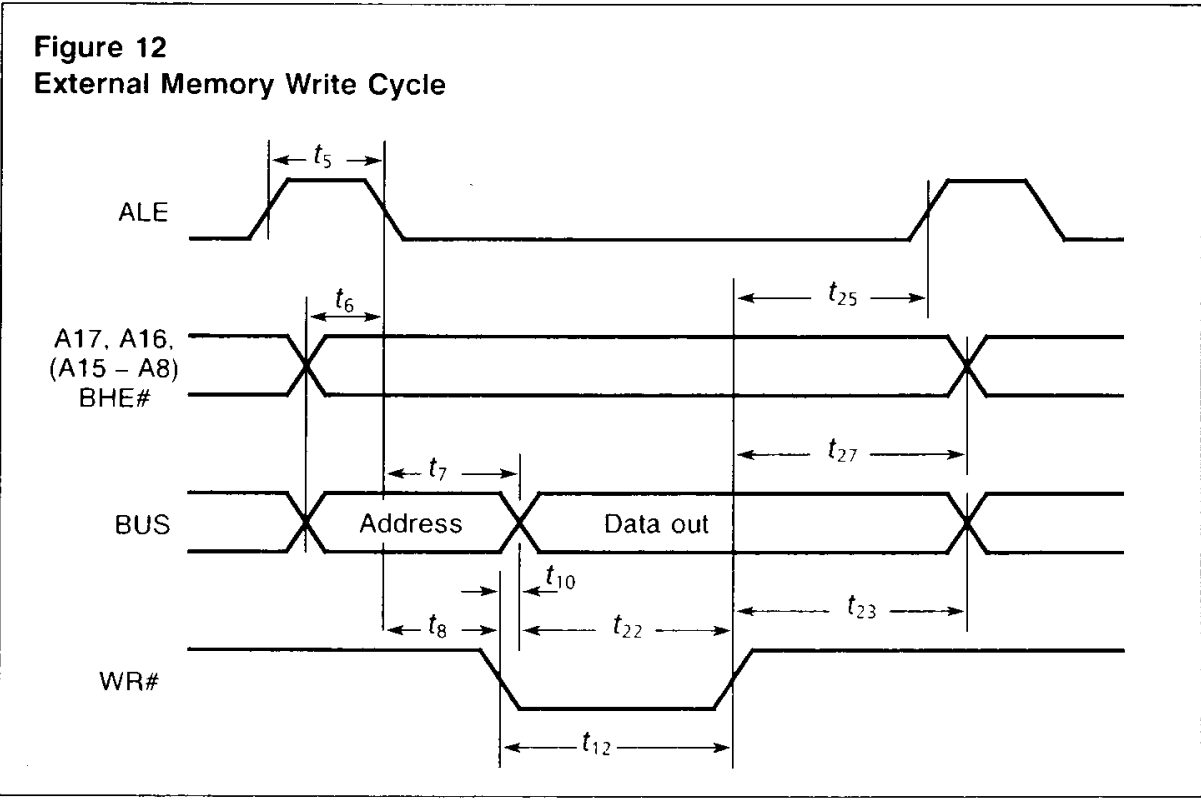 Figure 12
External Memory Write Cycle
t5
ALE
t6
t25
A17, A16,
(A15 – A8)
BHE#
t27
t7
BUS
Address
Data out
t10
t8
t22
t23
WR#
t12